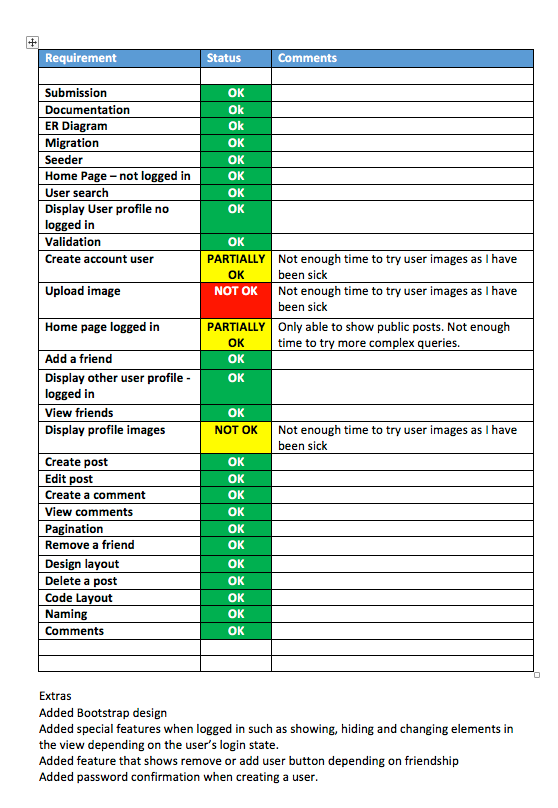 Requirement Status Comments
Submission OK
Documentation Ok
ER Diagram Ok
Migration OK
Seeder OK
Home Page – not logged in OK
User search OK
Display User profile no OK
logged in
Validation OK
Create account user PARTIALLY Not enough time to try user images as I have
OK been sick
Upload image NOT OK Not enough time to try user images as I have
been sick
Home page logged in PARTIALLY Only able to show public posts. Not enough
OK time to try more complex queries.
Add a friend OK
Display other user profile - OK
logged in
View friends OK
Display profile images NOT OK Not enough time to try user images as I have
been sick
Create post OK
Edit post OK
Create a comment OK
View comments OK
Pagination OK
Remove a friend OK
Design layout OK
Delete a post OK
Code Layout OK
Naming OK
Comments OK
Extras
Added Bootstrap design
Added special features when logged in such as showing, hiding and changing elements in
the view depending on the user's login state.
Added feature that shows remove or add user button depending on friendship
Added password confirmation when creating a user.